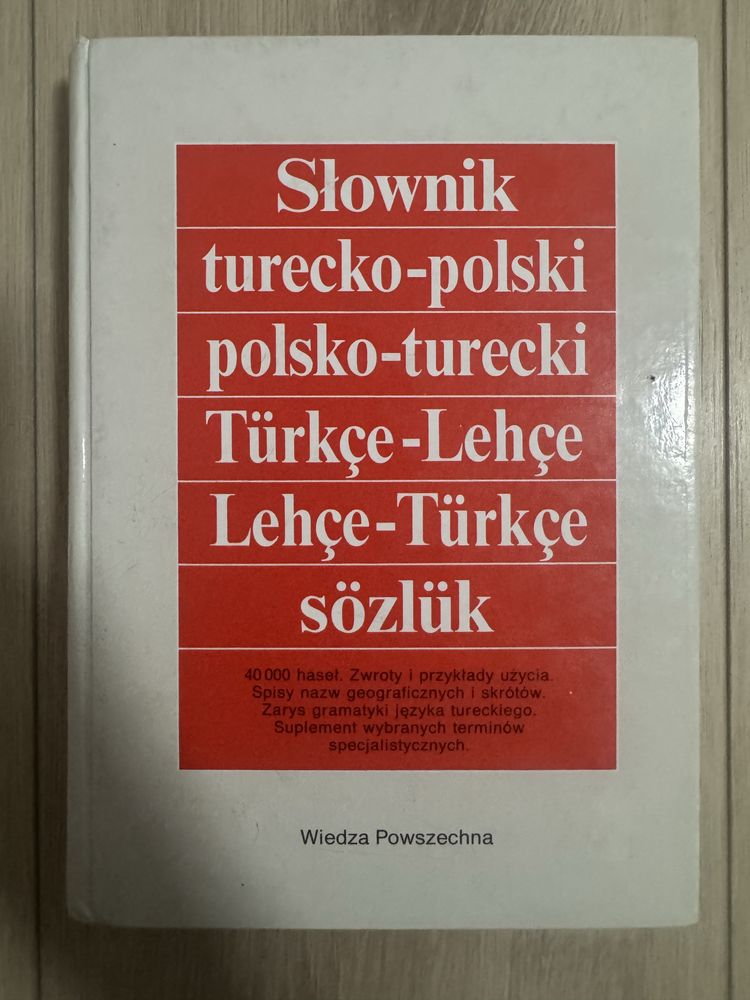 Słownik
turecko-polski
polsko-turecki
Türkçe-Lehçe
Lehçe-Türkçe
sözlük
40 000 haseł. Zwroty i przykłady użycia.
Spisy nazw geograficznych i skrótów.
Zarys gramatyki języka tureckiego.
Suplement wybranych terminów
specjalistycznych.
Wiedza Powszechna